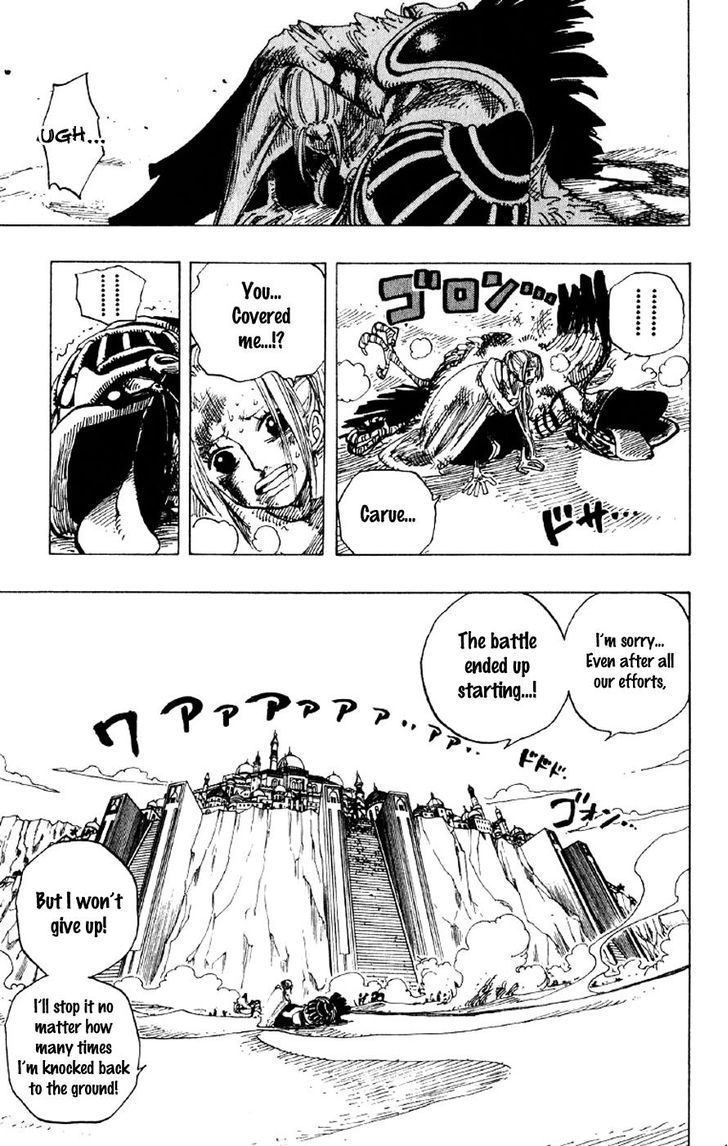 UGH...
ゴロン...
You...
Covered
me...!?
Carue...
ドサ...
I'm sorry...
Even after all
our efforts,
The battle
ended up
starting...!
ワァァァァァァ...ァァ...
ドドド.
ゴォン...
But I won't
give up!
I'll stop it no
matter how
many times
I'm knocked back
to the ground!